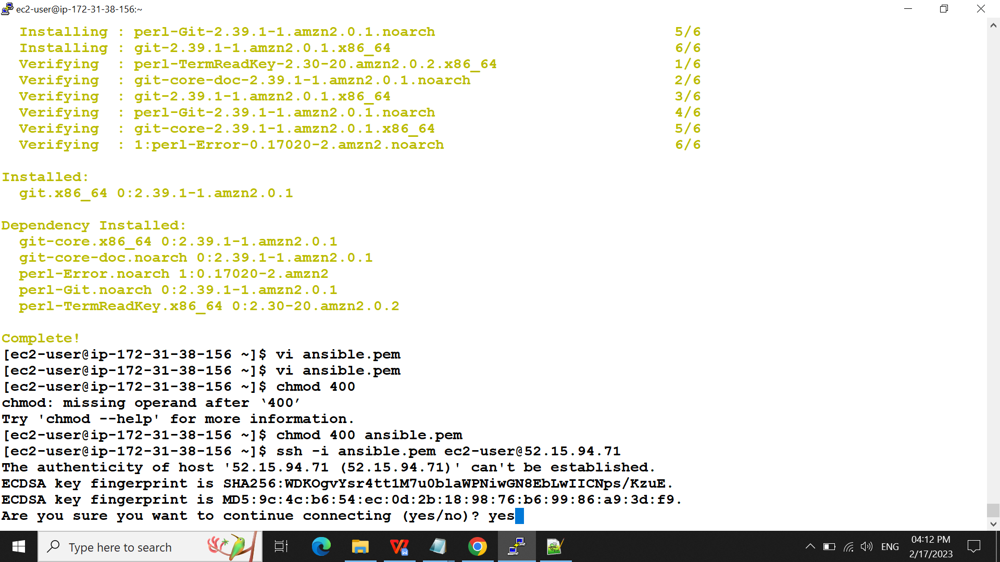 ec2-user@ip-172-31-38-156:~
Installing : perl-Git-2.39.1-1.amzn2.0.1.noarch 5/6
Installing : git-2.39.1-1.amzn2.0.1.x86_64 6/6
Verifying : perl-TermReadKey-2.30-20.amzn2.0.2.x86_64 1/6
Verifying : git-core-doc-2.39.1-1.amzn2.0.1.noarch 2/6
Verifying : git-2.39.1-1.amzn2.0.1.x86_64 3/6
Verifying : perl-Git-2.39.1-1.amzn2.0.1.noarch 4/6
Verifying : git-core-2.39.1-1.amzn2.0.1.x86_64 5/6
Verifying : 1:perl-Error-0.17020-2.amzn2.noarch 6/6
Installed:
git.x86_64 0:2.39.1-1.amzn2.0.1
Dependency Installed:
git-core.x86_64 0:2.39.1-1.amzn2.0.1
git-core-doc.noarch 0:2.39.1-1.amzn2.0.1
perl-Error.noarch 1:0.17020-2.amzn2
perl-Git.noarch 0:2.39.1-1.amzn2.0.1
perl-TermReadKey.x86_64 0:2.30-20.amzn2.0.2
Complete!
[ec2-user@ip-172-31-38-156 ~]$ vi ansible.pem
[ec2-user@ip-172-31-38-156 ~]$ vi ansible.pem
[ec2-user@ip-172-31-38-156 ~]$ chmod 400
chmod: missing operand after ‘400’
Try 'chmod --help' for more information.
[ec2-user@ip-172-31-38-156 ~]$ chmod 400 ansible.pem
[ec2-user@ip-172-31-38-156 ~]$ ssh -i ansible.pem ec2-user@52.15.94.71
The authenticity of host '52.15.94.71 (52.15.94.71)' can't be established.
ECDSA key fingerprint is SHA256:WDKOgvYsr4tt1M7u0blaWPNiwGN8EbLwIICNps/KzuE.
ECDSA key fingerprint is MD5:9c:4c:b6:54:ec:0d:2b:18:98:76:b6:99:86:a9:3d:f9.
Are you sure you want to continue connecting (yes/no)? yes
Type here to search
ENG
04:12 PM
2/17/2023